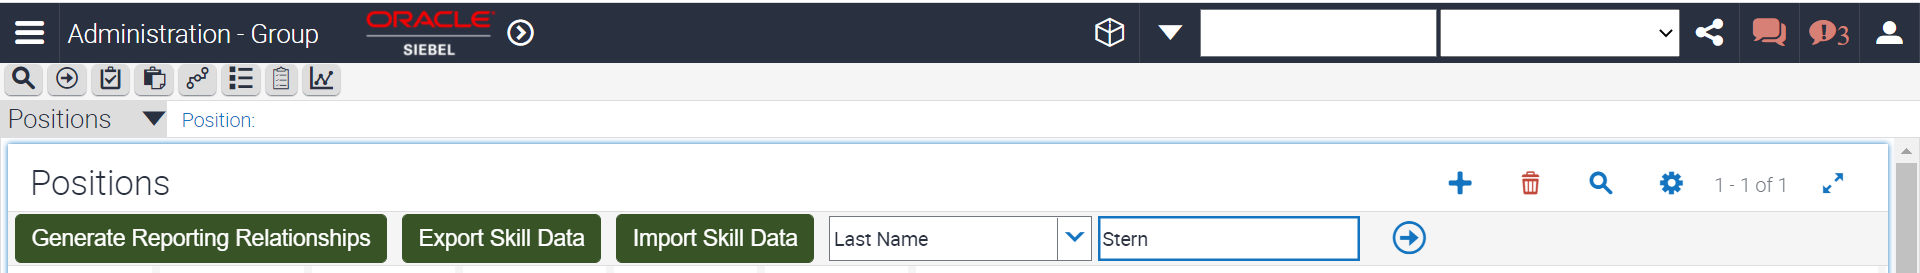 Administration - Group
ORACLE
SIEBEL
3
Positions
Position:
Positions
1 - 1 of 1
Generate Reporting Relationships
Export Skill Data
Import Skill Data
Last Name
Stern